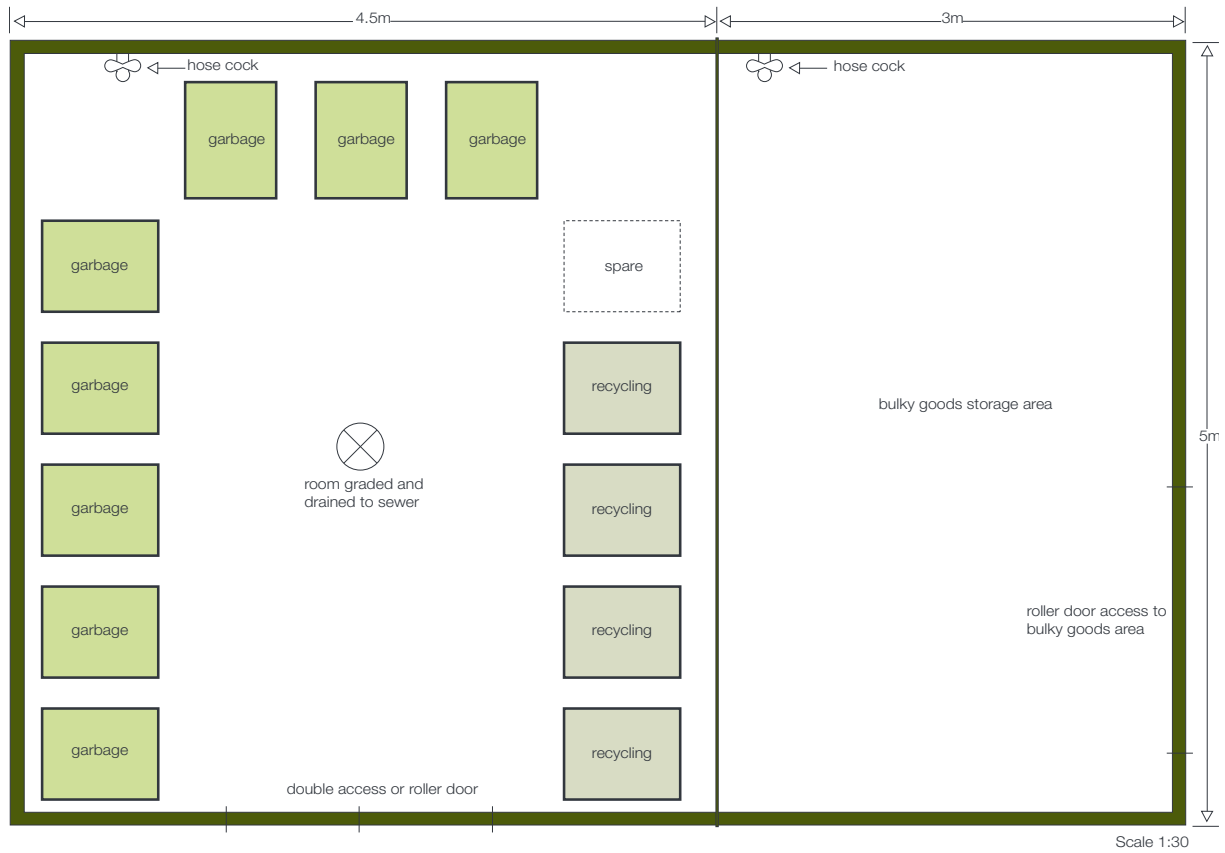 4.5m
3m
hose cock
hose cock
garbage
garbage
garbage
garbage
spare
garbage
recycling
bulky goods storage area
5m
room graded and
drained to sewer
garbage
recycling
roller door access to
bulky goods area
garbage
recycling
garbage
recycling
double access or roller door
Scale 1:30